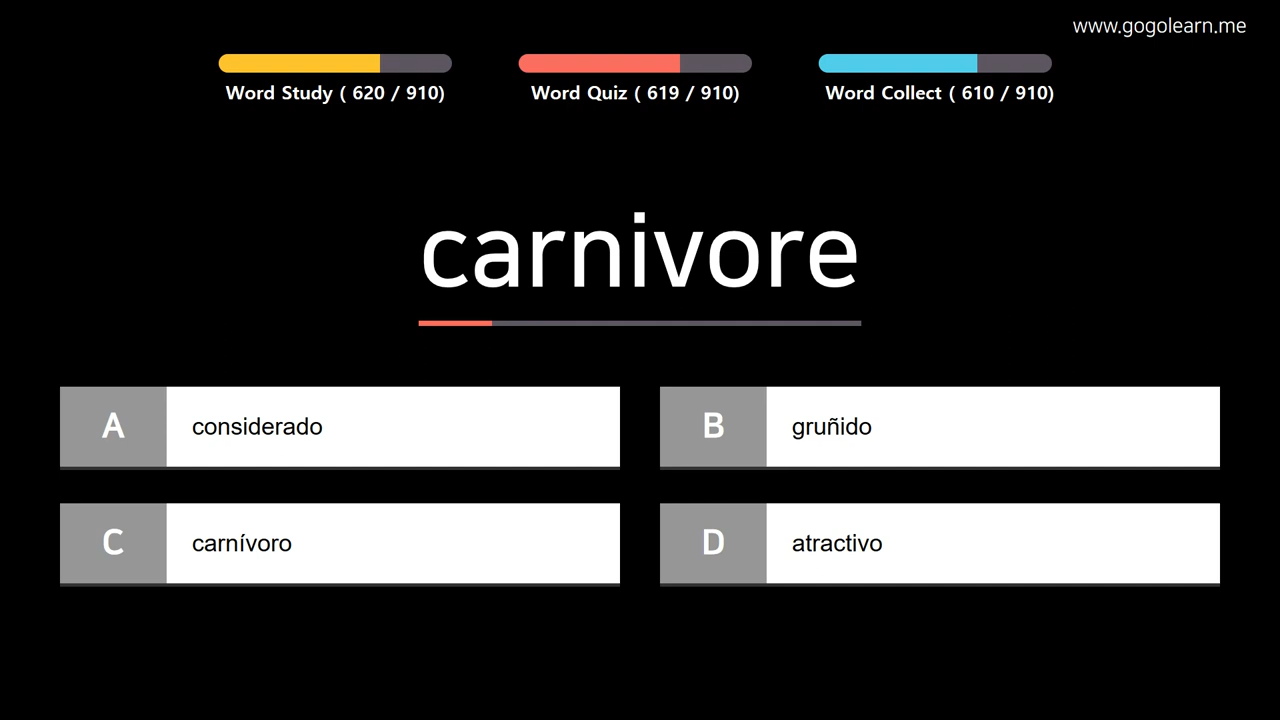 www.gogolearn.me
Word Study ( 620 / 910)
Word Quiz ( 619 / 910)
Word Collect ( 610 / 910)
carnivore
A considerado
B gruñido
C carnívoro
D atractivo